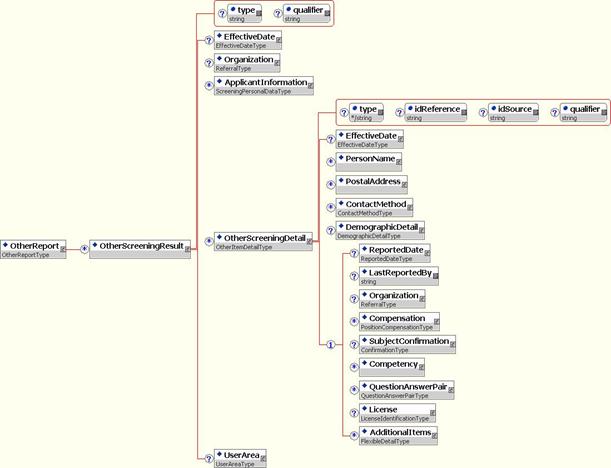 ? type ? qualifier
string string
? EffectiveDate
EffectiveDateType
? Organization
ReferralType
* ApplicantInformation
ScreeningPersonalDataType
? type ? idReference ? idSource ? qualifier
*/string string string string
? EffectiveDate
EffectiveDateType
* PersonName
* PostalAddress
* ContactMethod
ContactMethodType
OtherReport * OtherScreeningResult * OtherScreeningDetail ? DemographicDetail
OtherReportType OtherItemDetailType DemographicDetailType
? ReportedDate
ReportedDateType
? LastReportedBy
string
? Organization
ReferralType
* Compensation
PositionCompensationType
1 ? SubjectConfirmation
ConfirmationType
* Competency
* QuestionAnswerPair
QuestionAnswerPairType
? License
LicenseIdentificationType
* AdditionalItems
FlexibleDetailType
? UserArea
UserAreaType